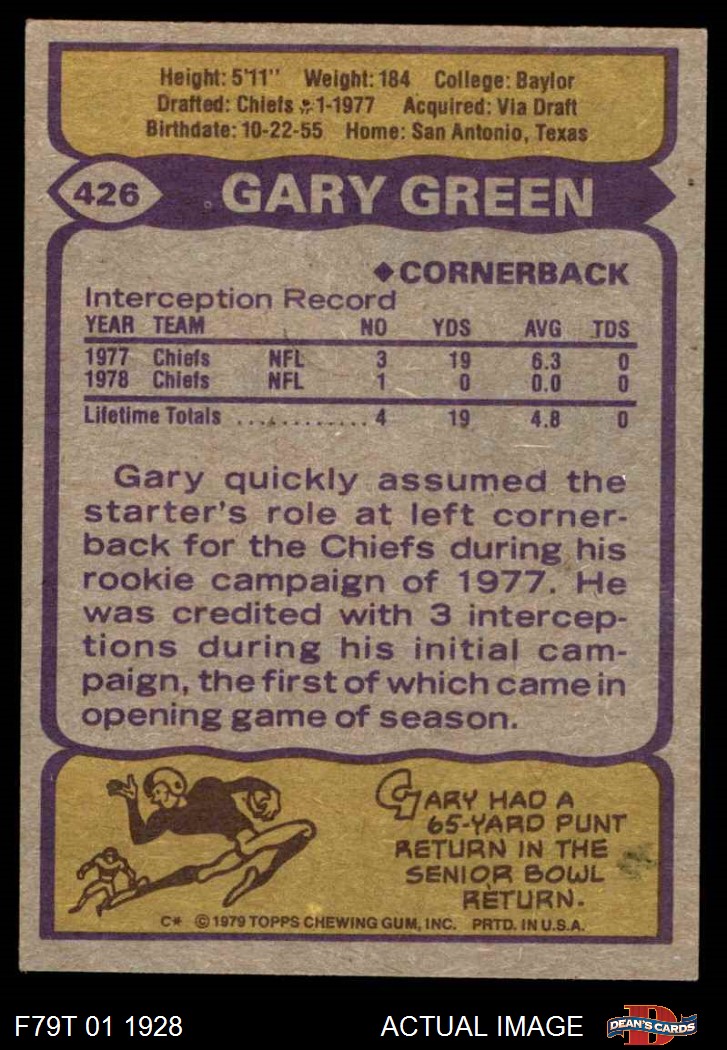 Height: 5'11" Weight: 184 College: Baylor
Drafted: Chiefs #1-1977 Acquired: Via Draft
Birthdate: 10-22-55 Home: San Antonio, Texas
426 GARY GREEN
◆CORNERBACK
Interception Record
YEAR TEAM NO YDS AVG TDS
1977 Chiefs NFL 3 19 6.3 0
1978 Chiefs NFL 1 0 0.0 0
Lifetime Totals ............ 4 19 4.8 0
Gary quickly assumed the
starter's role at left corner-
back for the Chiefs during his
rookie campaign of 1977. He
was credited with 3 intercep-
tions during his initial cam-
paign, the first of which came in
opening game of season.
GARY HAD A
65-YARD PUNT
RETURN IN THE
SENIOR BOWL
RETURN.
C* © 1979 TOPPS CHEWING GUM, INC. PRTD. IN U.S.A.
F79T 01 1928 ACTUAL IMAGE D DEAN'S CARDS